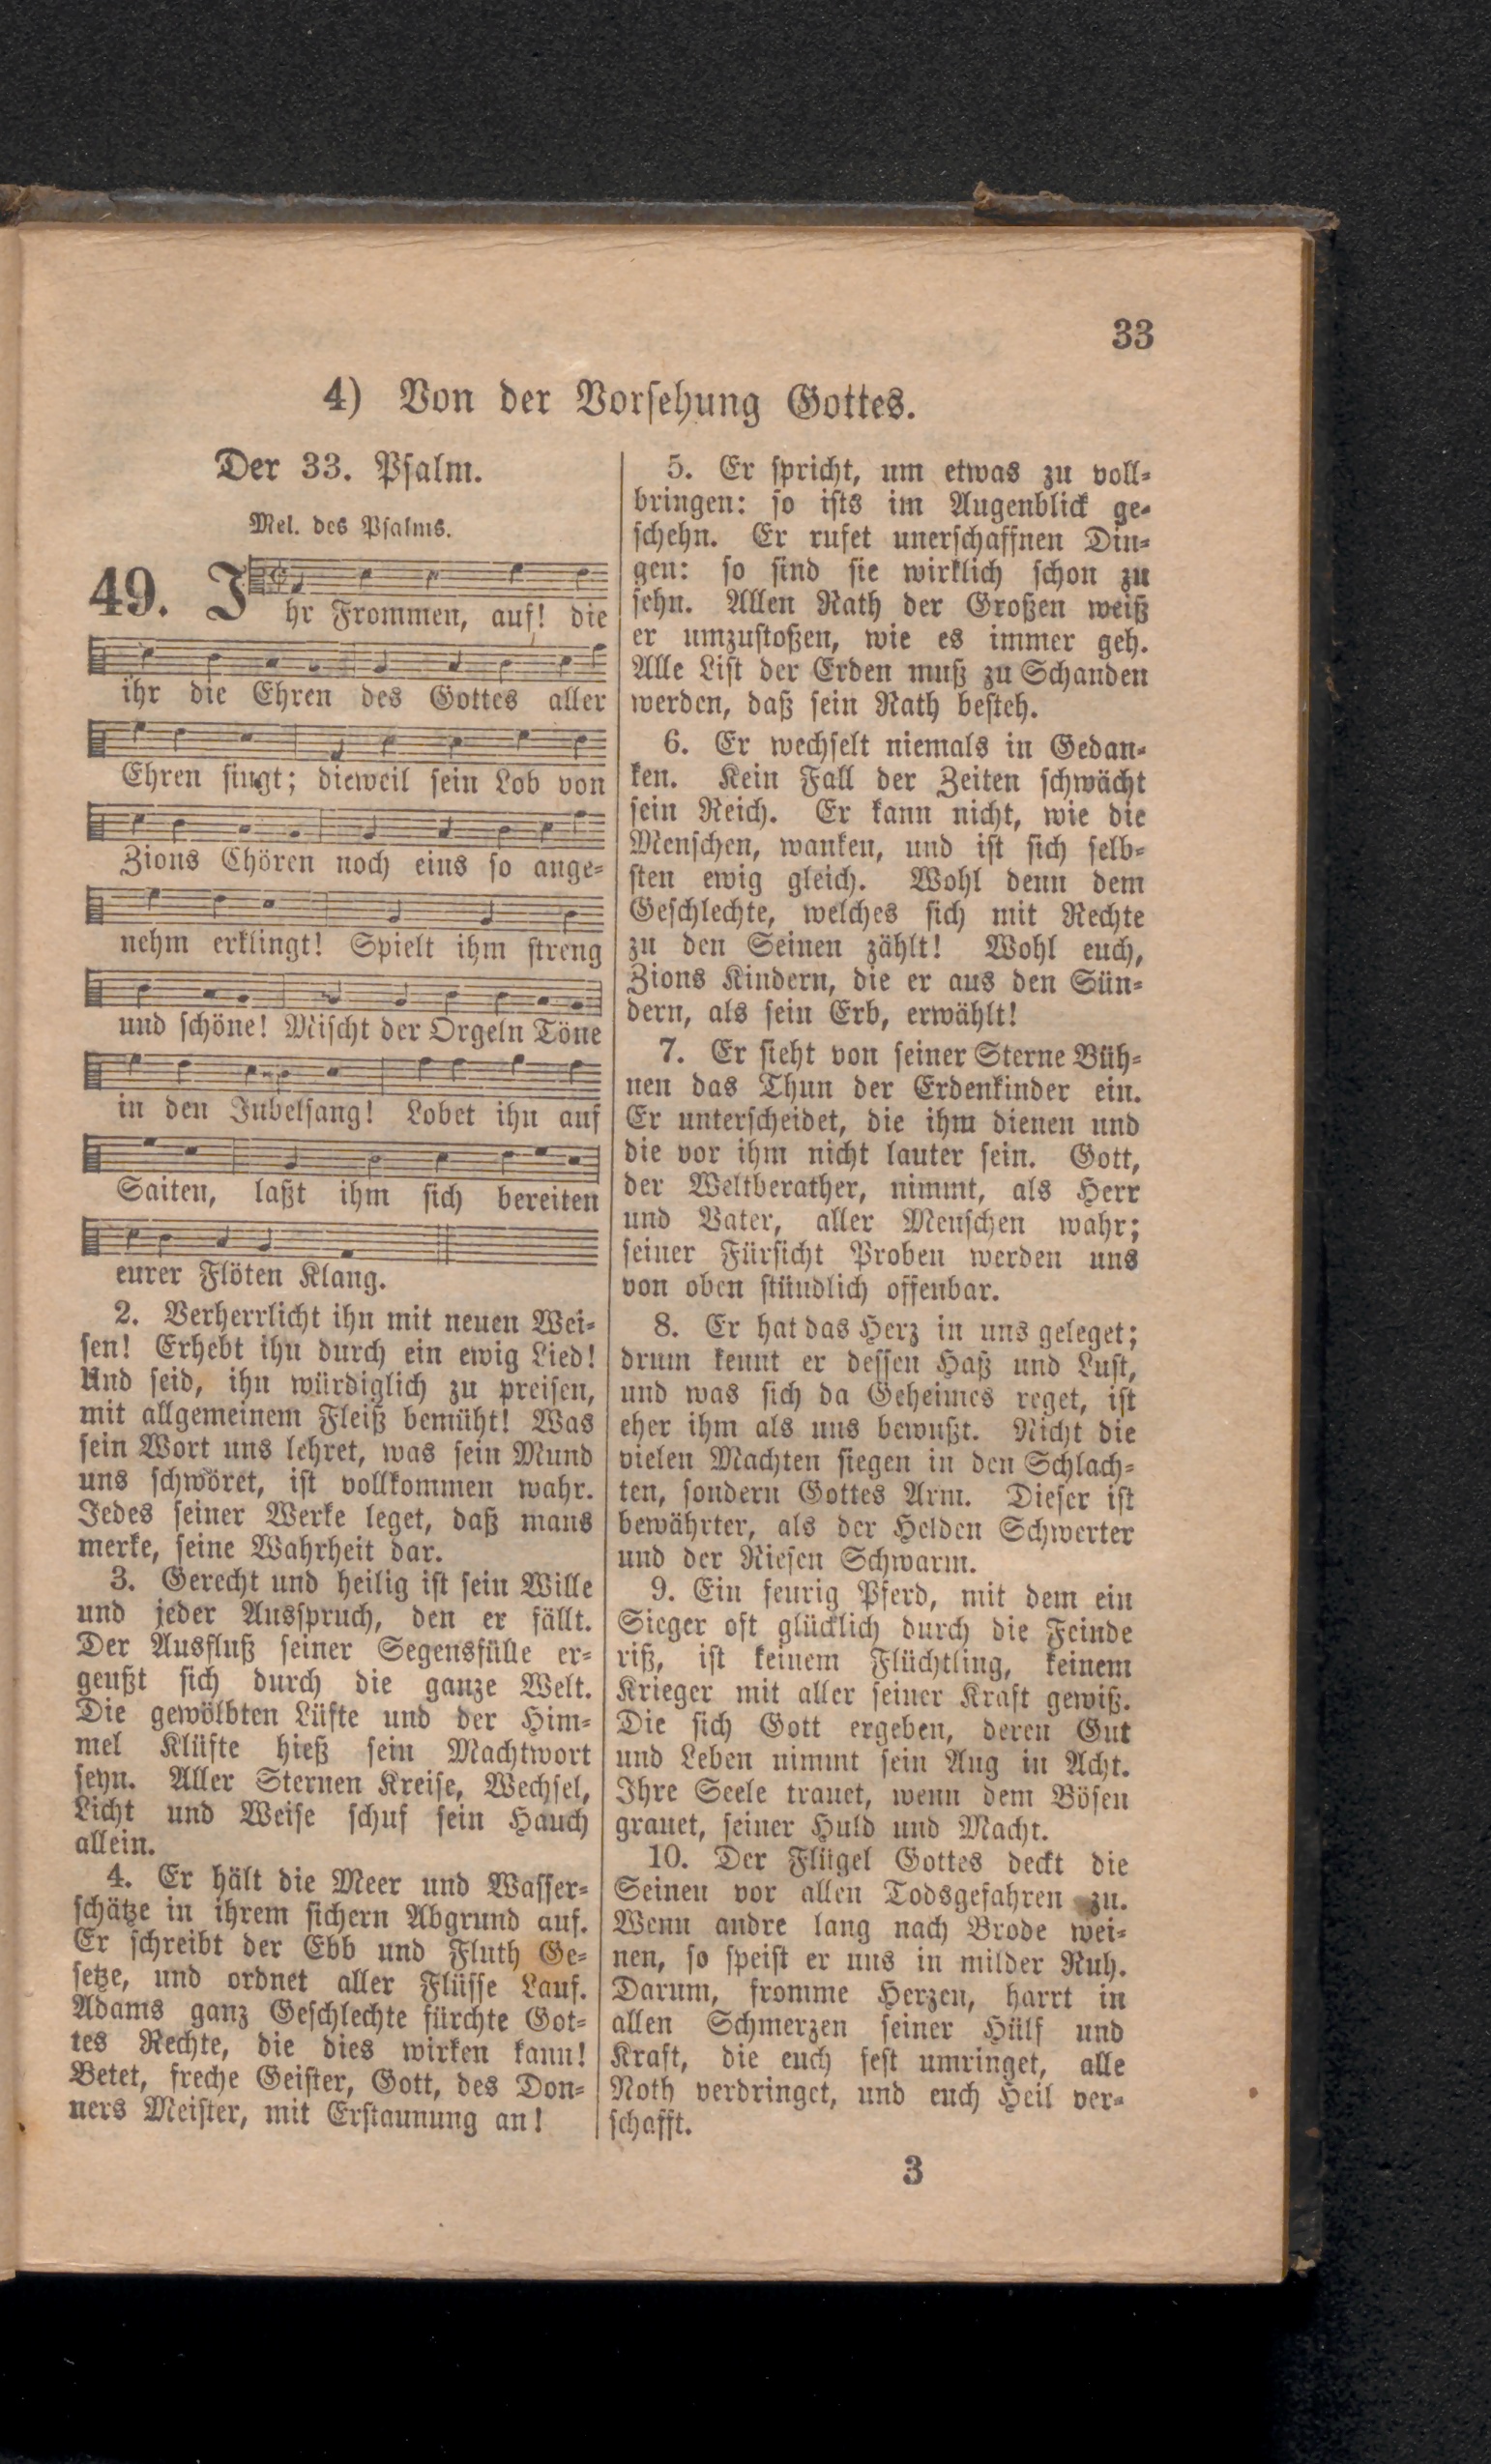 33
4) Von der Vorsehung Gottes.
Der 33. Psalm.
Mel. des Psalms.
49. Ihr Frommen, auf! die
ihr die Ehren des Gottes aller
Ehren singt; dieweil sein Lob von
Zions Chören noch eins so ange-
nehm erklingt! Spielt ihm streng
und schöne! Mischt der Orgeln Töne
in den Jubelsang! Lobet ihn auf
Saiten, laßt ihm sich bereiten
eurer Flöten Klang.
2. Verherrlicht ihn mit neuen Wei-
sen! Erhebt ihn durch ein ewig Lied!
Und seid, ihn würdiglich zu preisen,
mit allgemeinem Fleiß bemüht! Was
sein Wort uns lehret, was sein Mund
uns schwöret, ist vollkommen wahr.
Jedes seiner Werke leget, daß mans
merke, seine Wahrheit dar.
3. Gerecht und heilig ist sein Wille
und jeder Ausspruch, den er fällt.
Der Ausfluß seiner Segensfülle er-
geußt sich durch die ganze Welt.
Die gewölbten Lüfte und der Him-
mel Klüfte hieß sein Machtwort
seyn. Aller Sternen Kreise, Wechsel,
Licht und Weise schuf sein Hauch
allein.
4. Er hält die Meer und Wasser-
schätze in ihrem sichern Abgrund auf.
Er schreibt der Ebb und Fluth Ge-
setze, und ordnet aller Flüsse Lauf.
Adams ganz Geschlechte fürchte Got-
tes Rechte, die dies wirken kann!
Betet, freche Geister, Gott, des Don-
ners Meister, mit Erstaunung an!
5. Er spricht, um etwas zu voll-
bringen: so ists im Augenblick ge-
schehn. Er rufet unerschaffnen Din-
gen: so sind sie wirklich schon zu
sehn. Allen Rath der Großen weiß
er umzustoßen, wie es immer geh.
Alle List der Erden muß zu Schanden
werden, daß sein Rath besteh.
6. Er wechselt niemals in Gedan-
ken. Kein Fall der Zeiten schwächt
sein Reich. Er kann nicht, wie die
Menschen, wanken, und ist sich selb-
sten ewig gleich. Wohl denn dem
Geschlechte, welches sich mit Rechte
zu den Seinen zählt! Wohl euch,
Zions Kindern, die er aus den Sün-
dern, als sein Erb, erwählt!
7. Er sieht von seiner Sterne Büh-
nen das Thun der Erdenkinder ein.
Er unterscheidet, die ihm dienen und
die vor ihm nicht lauter sein. Gott,
der Weltberather, nimmt, als Herr
und Vater, aller Menschen wahr;
seiner Fürsicht Proben werden uns
von oben stündlich offenbar.
8. Er hat das Herz in uns geleget;
drum kennt er dessen Haß und Lust,
und was sich da Geheimes reget, ist
eher ihm als uns bewußt. Nicht die
vielen Machten siegen in den Schlach-
ten, sondern Gottes Arm. Dieser ist
bewährter, als der Helden Schwerter
und der Riesen Schwarm.
9. Ein feurig Pferd, mit dem ein
Sieger oft glücklich durch die Feinde
riß, ist keinem Flüchtling, keinem
Krieger mit aller seiner Kraft gewiß.
Die sich Gott ergeben, deren Gut
und Leben nimmt sein Aug in Acht.
Ihre Seele trauet, wenn dem Bösen
grauet, seiner Huld und Macht.
10. Der Flügel Gottes deckt die
Seinen vor allen Todsgefahren zu.
Wenn andre lang nach Brode wei-
nen, so speist er uns in milder Ruh.
Darum, fromme Herzen, harrt in
allen Schmerzen seiner Hülf und
Kraft, die euch fest umringet, alle
Noth verdringet, und euch Heil ver-
schafft.
3